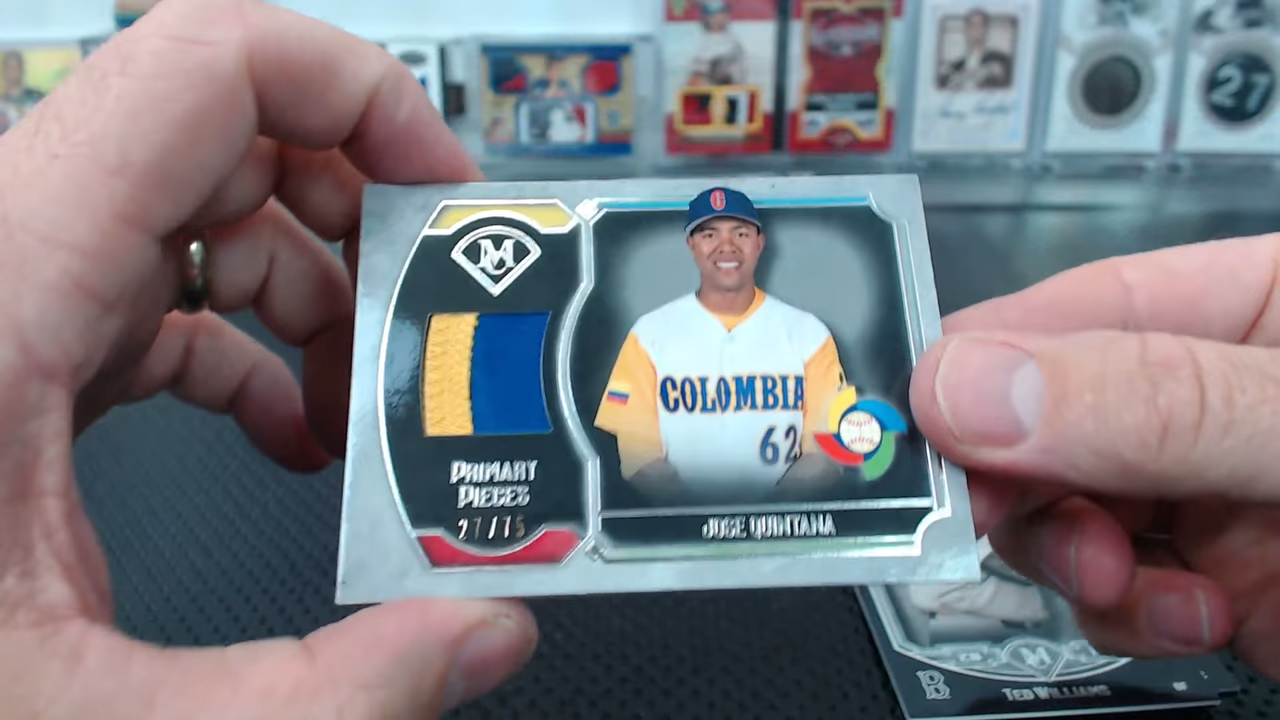 27
MC
C
COLOMBIA
62
PRIMARY
PIECES
27/75
JOSE QUINTANA
B
TED WILLIAMS